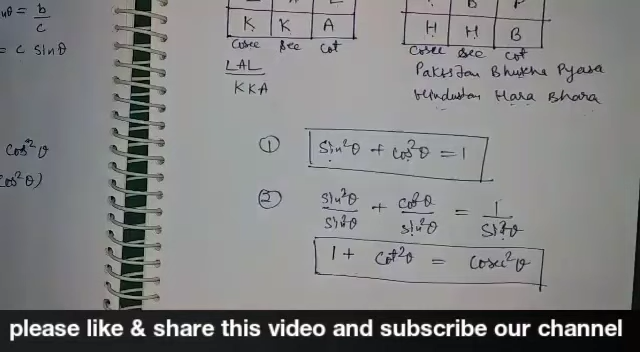 = b/c
= c sinθ
cos²θ
cos²θ)
K K A
cosec sec cot
LAL
KKA
B P
H H B
cosec sec cot
Pakistan Bhukha Pyasa
Hindustan Hara Bhara
① sin²θ + cos²θ = 1
② sin²θ/sin²θ + cos²θ/sin²θ = 1/sin²θ
1 + cot²θ = cosec²θ
please like & share this video and subscribe our channel